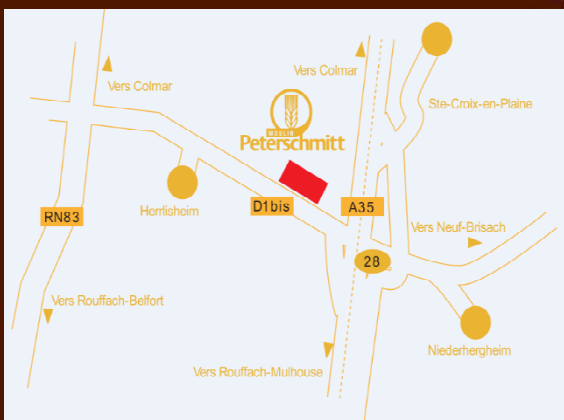 Vers Colmar
Vers Colmar
Ste-Croix-en-Plaine
MOULIN
Peterschmitt
Herrlisheim
D1bis
A35
RN83
Vers Neuf-Brisach
28
Vers Rouffach-Belfort
Niederhergheim
Vers Rouffach-Mulhouse